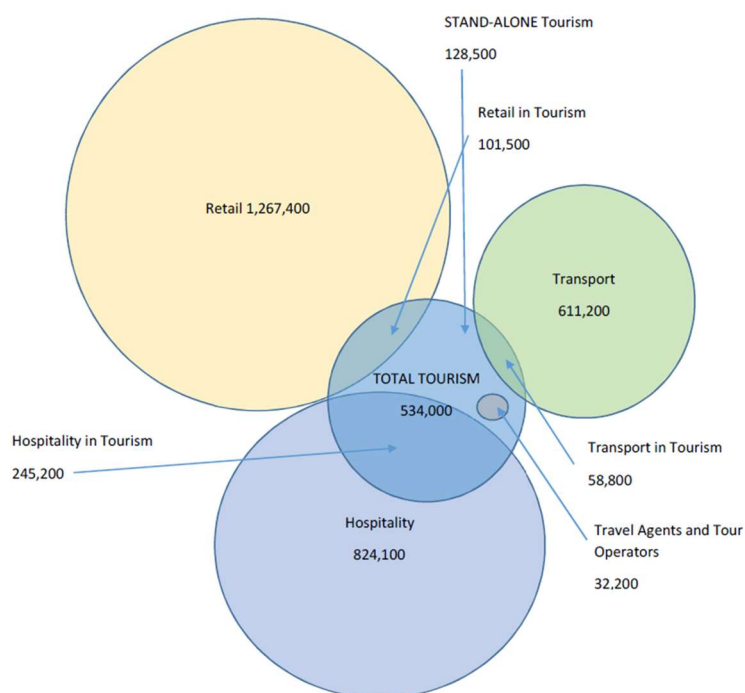 STAND-ALONE Tourism
128,500
Retail in Tourism
101,500
Retail 1,267,400
Transport
611,200
TOTAL TOURISM
534,000
Hospitality in Tourism
245,200
Transport in Tourism
58,800
Hospitality
824,100
Travel Agents and Tour
Operators
32,200